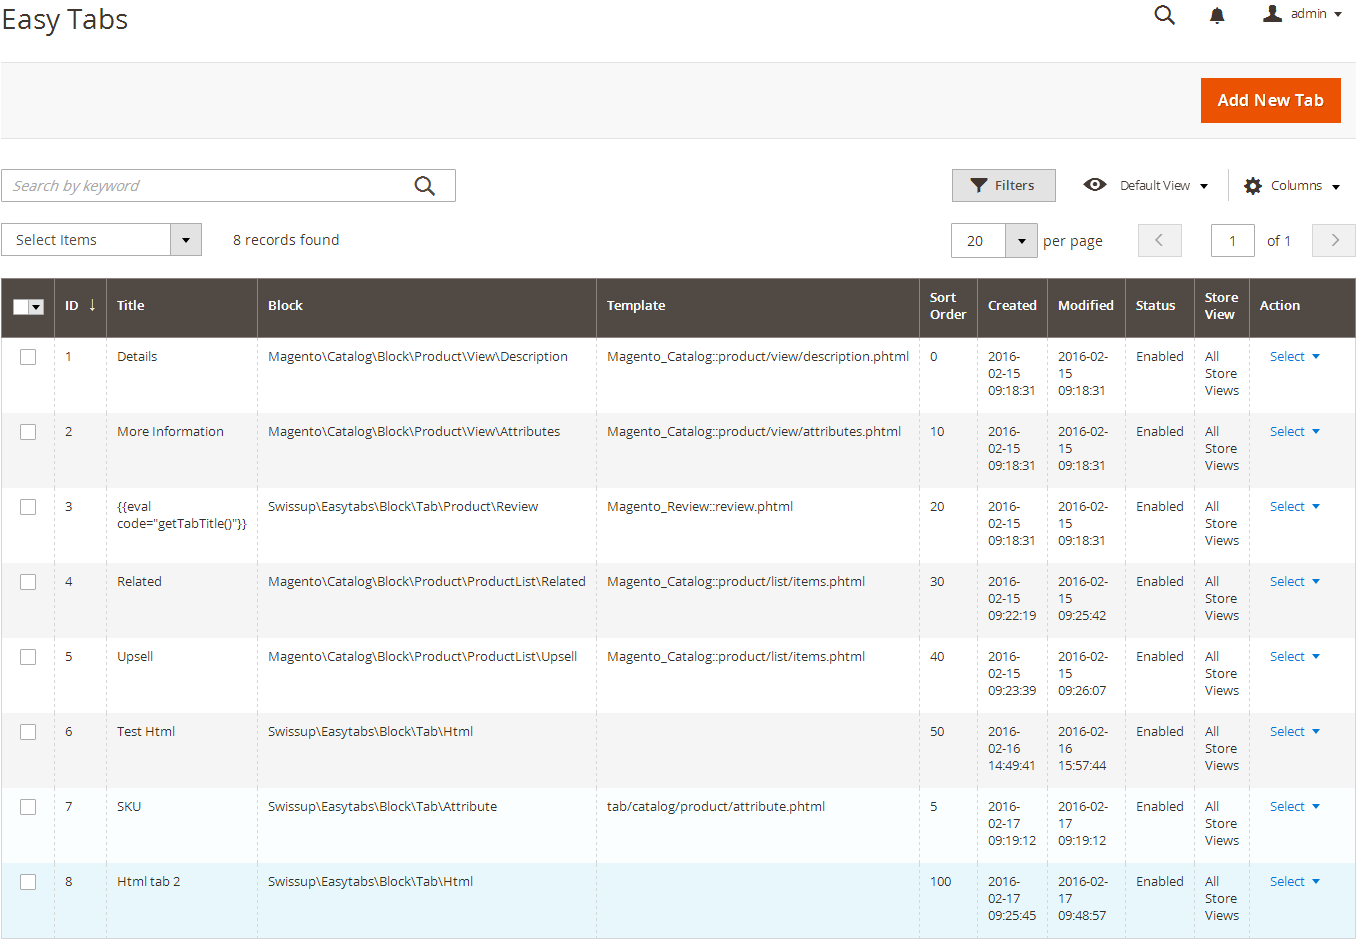 Easy Tabs
admin
Add New Tab
Search by keyword
Filters
Default View
Columns
Select Items
8 records found
20
per page
1
of 1
ID ↓ Title Block Template Sort Order Created Modified Status Store View Action
1 Details Magento\Catalog\Block\Product\View\Description Magento_Catalog::product/view/description.phtml 0 2016-02-15 09:18:31 2016-02-15 09:18:31 Enabled All Store Views Select
2 More Information Magento\Catalog\Block\Product\View\Attributes Magento_Catalog::product/view/attributes.phtml 10 2016-02-15 09:18:31 2016-02-15 09:18:31 Enabled All Store Views Select
3 {{eval code="getTabTitle()"}} Swissup\Easytabs\Block\Tab\Product\Review Magento_Review::review.phtml 20 2016-02-15 09:18:31 2016-02-15 09:18:31 Enabled All Store Views Select
4 Related Magento\Catalog\Block\Product\ProductList\Related Magento_Catalog::product/list/items.phtml 30 2016-02-15 09:22:19 2016-02-15 09:25:42 Enabled All Store Views Select
5 Upsell Magento\Catalog\Block\Product\ProductList\Upsell Magento_Catalog::product/list/items.phtml 40 2016-02-15 09:23:39 2016-02-15 09:26:07 Enabled All Store Views Select
6 Test Html Swissup\Easytabs\Block\Tab\Html 50 2016-02-16 14:49:41 2016-02-16 15:57:44 Enabled All Store Views Select
7 SKU Swissup\Easytabs\Block\Tab\Attribute tab/catalog/product/attribute.phtml 5 2016-02-17 09:19:12 2016-02-17 09:19:12 Enabled All Store Views Select
8 Html tab 2 Swissup\Easytabs\Block\Tab\Html 100 2016-02-17 09:25:45 2016-02-17 09:48:57 Enabled All Store Views Select